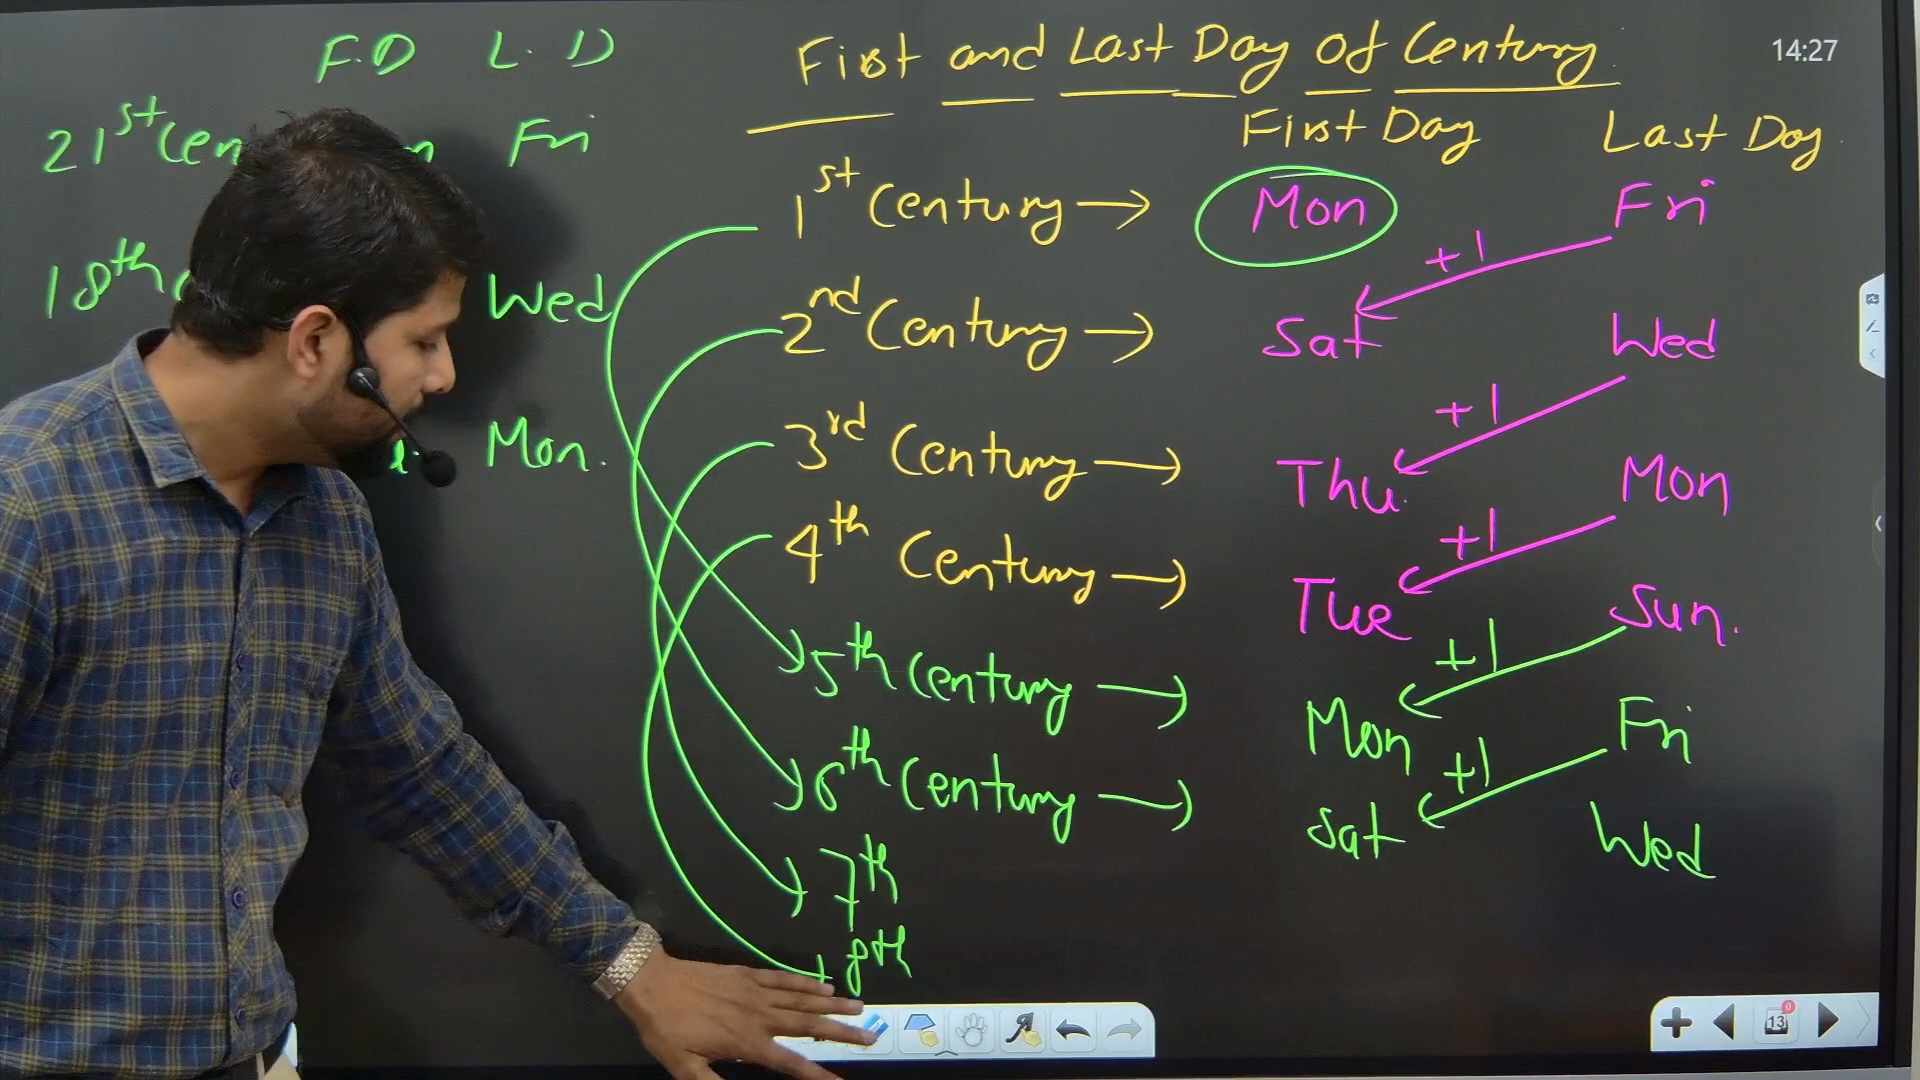 F.D L.D
First and Last Day Of Century
14:27
First Day Last Day
21st Cen Fri
1st Century → Mon Fri
+1
18th Wed
2nd Century → Sat Wed
+1
Mon.
3rd Century → Thu. Mon
+1
4th Century → Tue Sun.
+1
5th Century → Mon Fri
+1
6th Century → Sat Wed
7th
8th
13